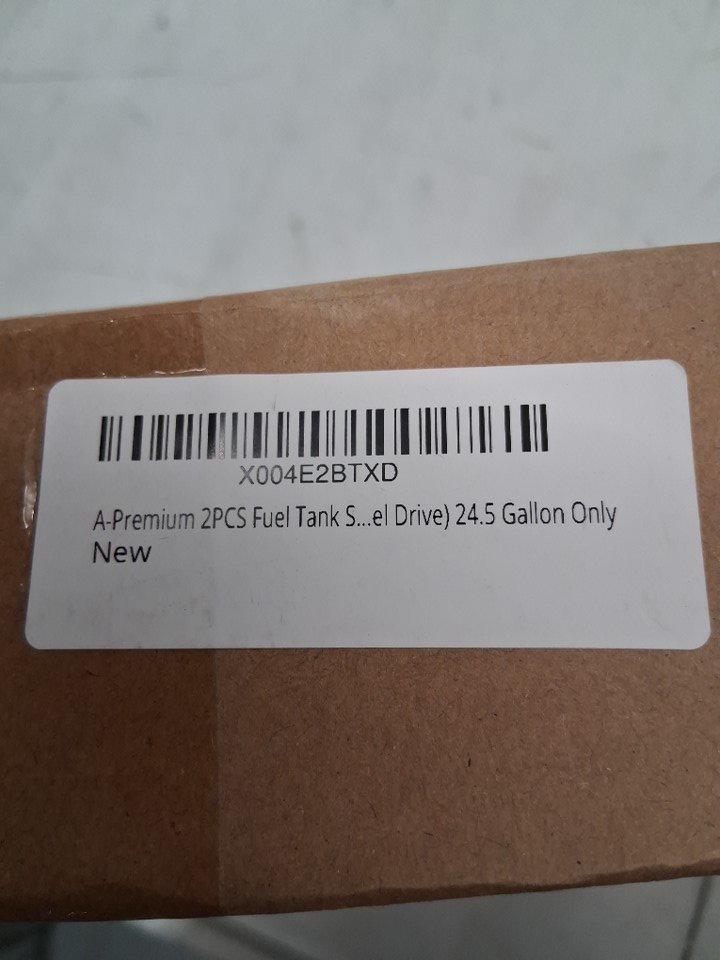 X004E2BTXD
A-Premium 2PCS Fuel Tank S...el Drive) 24.5 Gallon Only
New